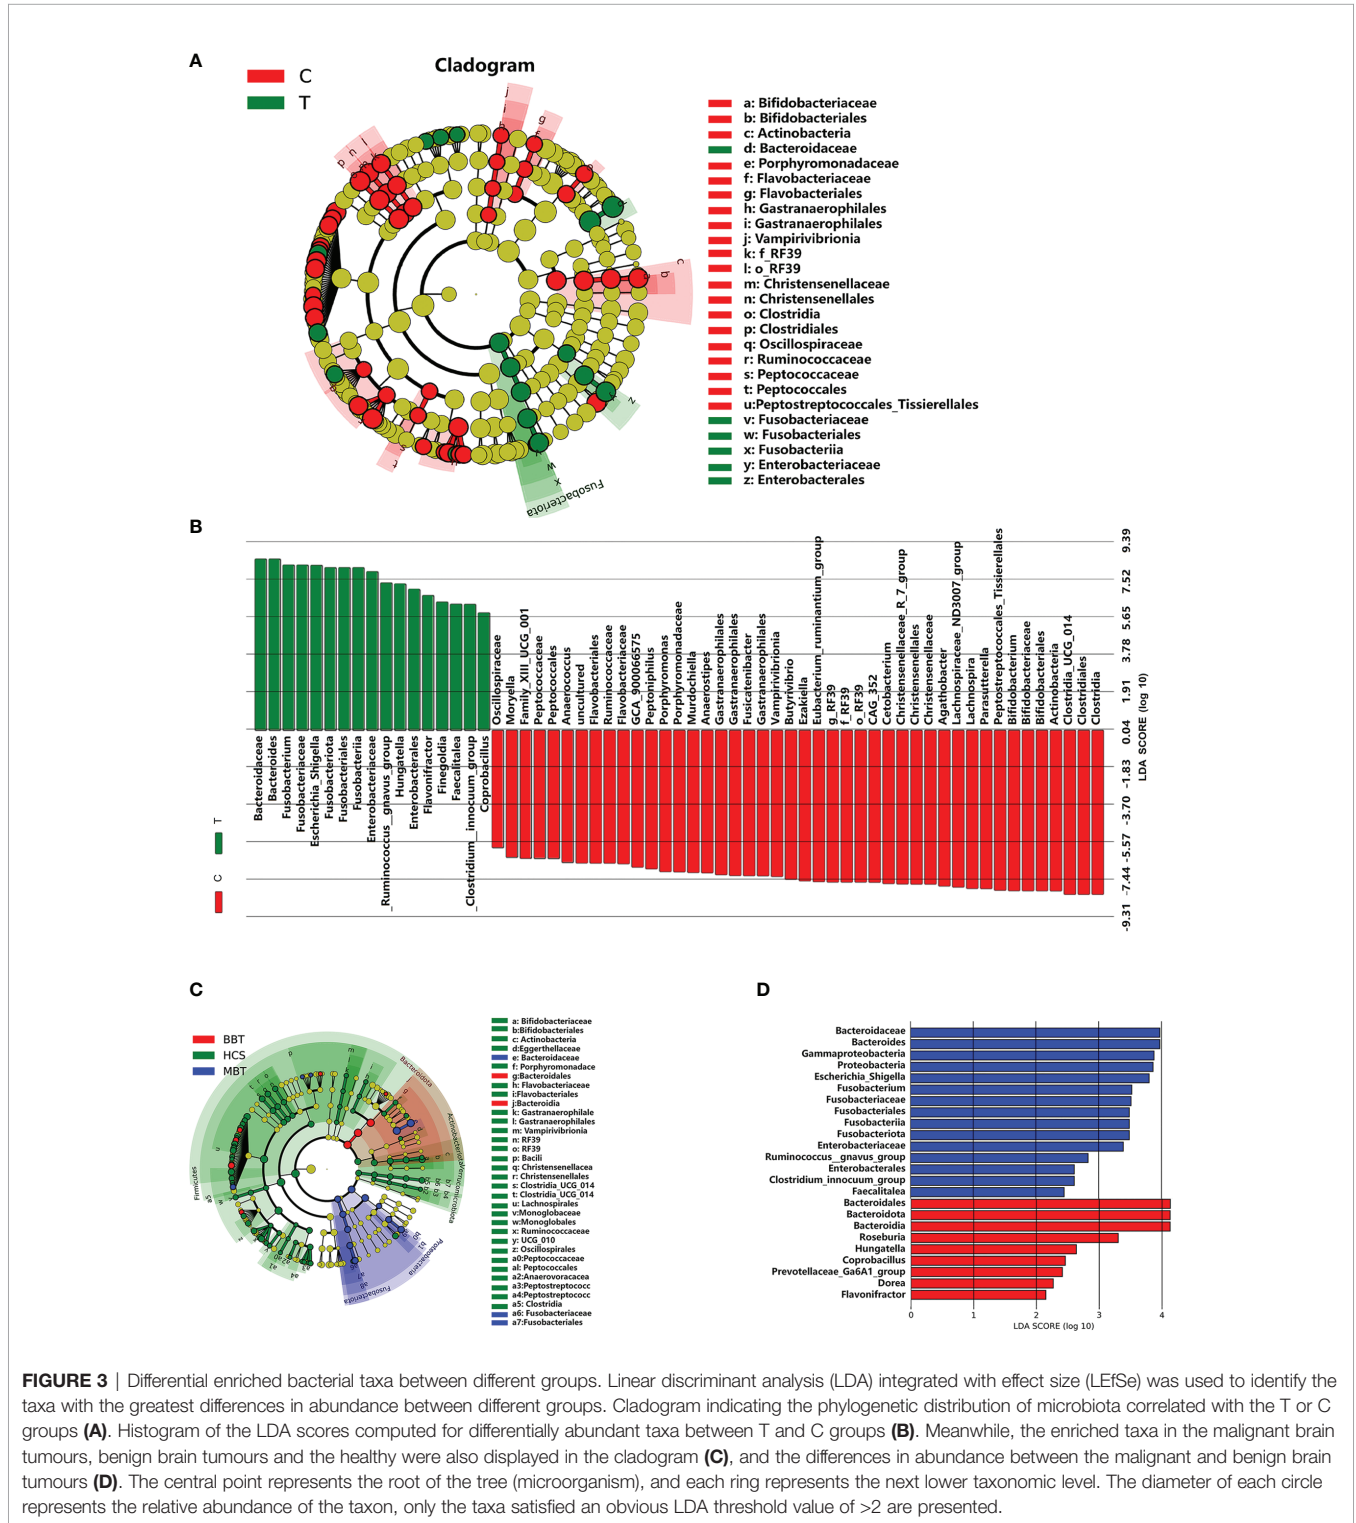 A
Cladogram
C
T
j
i
h
g
f
l
n
p
c
b
z
w
x
Fusobacteriota
s
t
a: Bifidobacteriaceae
b: Bifidobacteriales
c: Actinobacteria
d: Bacteroidaceae
e: Porphyromonadaceae
f: Flavobacteriaceae
g: Flavobacteriales
h: Gastranaerophilales
i: Gastranaerophilales
j: Vampirivibrionia
k: f_RF39
l: o_RF39
m: Christensenellaceae
n: Christensenellales
o: Clostridia
p: Clostridiales
q: Oscillospiraceae
r: Ruminococcaceae
s: Peptococcaceae
t: Peptococcales
u:Peptostreptococcales_Tissierellales
v: Fusobacteriaceae
w: Fusobacteriales
x: Fusobacteriia
y: Enterobacteriaceae
z: Enterobacterales
B
Bacteroidaceae
Bacteroides
Fusobacterium
Fusobacteriaceae
Escherichia_Shigella
Fusobacteriota
Fusobacteriales
Fusobacteriia
Enterobacteriaceae
_Ruminococcus__gnavus_group
Hungatella
Enterobacterales
Flavonifractor
Finegoldia
Faecalitalea
_Clostridium__innocuum_group
Coprobacillus
Oscillospiraceae
Moryella
Family_XIII_UCG_001
Peptococcaceae
Peptococcales
Anaerococcus
uncultured
Flavobacteriales
Ruminococcaceae
Flavobacteriaceae
GCA_900066575
Peptoniphilus
Porphyromonas
Porphyromonadaceae
Murdochiella
Anaerostipes
Gastranaerophilales
Gastranaerophilales
Fusicatenibacter
Gastranaerophilales
Vampirivibrionia
Butyrivibrio
Ezakiella
Eubacterium_ruminantium_group
g_RF39
f_RF39
o_RF39
CAG_352
Cetobacterium
Christensenellaceae_R_7_group
Christensenellales
Christensenellaceae
Agathobacter
Lachnospiraceae_ND3007_group
Lachnospira
Parasutterella
Peptostreptococcales_Tissierellales
Bifidobacterium
Bifidobacteriaceae
Bifidobacteriales
Actinobacteria
Clostridia_UCG_014
Clostridiales
Clostridia
9.39
7.52
5.65
3.78
1.91
0.04
-1.83
-3.70
-5.57
-7.44
-9.31
LDA SCORE (log 10)
T
C
C
BBT
HCS
MBT
Bacteroidota
Actinobacteriota
Verrucomicrobiota
Proteobacteria
Fusobacteriota
Firmicutes
a: Bifidobacteriaceae
b:Bifidobacteriales
c: Actinobacteria
d:Eggerthellaceae
e: Bacteroidaceae
f: Porphyromonadace
g:Bacteroidales
h: Flavobacteriaceae
i:Flavobacteriales
j:Bacteroidia
k: Gastranaerophilale
l: Gastranaerophilales
m: Vampirivibrionia
n: RF39
o: RF39
p: Bacili
q: Christensenellacea
r: Christensenellales
s: Clostridia_UCG_014
t: Clostridia_UCG_014
u: Lachnospirales
v:Monoglobaceae
w:Monoglobales
x: Ruminococcaceae
y: UCG_010
z: Oscillospirales
a0:Peptococcaceae
al: Peptococcales
a2:Anaerovoracacea
a3:Peptostreptococc
a4:Peptostreptococc
a5: Clostridia
a6: Fusobacteriaceae
a7:Fusobacteriales
D
Bacteroidaceae
Bacteroides
Gammaproteobacteria
Proteobacteria
Escherichia_Shigella
Fusobacterium
Fusobacteriaceae
Fusobacteriales
Fusobacteriia
Fusobacteriota
Enterobacteriaceae
Ruminococcus__gnavus_group
Enterobacterales
Clostridium_innocuum_group
Faecalitalea
Bacteroidales
Bacteroidota
Bacteroidia
Roseburia
Hungatella
Coprobacillus
Prevotellaceae_Ga6A1_group
Dorea
Flavonifractor
0 1 2 3 4
LDA SCORE (log 10)
FIGURE 3 | Differential enriched bacterial taxa between different groups. Linear discriminant analysis (LDA) integrated with effect size (LEfSe) was used to identify the
taxa with the greatest differences in abundance between different groups. Cladogram indicating the phylogenetic distribution of microbiota correlated with the T or C
groups (A). Histogram of the LDA scores computed for differentially abundant taxa between T and C groups (B). Meanwhile, the enriched taxa in the malignant brain
tumours, benign brain tumours and the healthy were also displayed in the cladogram (C), and the differences in abundance between the malignant and benign brain
tumours (D). The central point represents the root of the tree (microorganism), and each ring represents the next lower taxonomic level. The diameter of each circle
represents the relative abundance of the taxon, only the taxa satisfied an obvious LDA threshold value of >2 are presented.